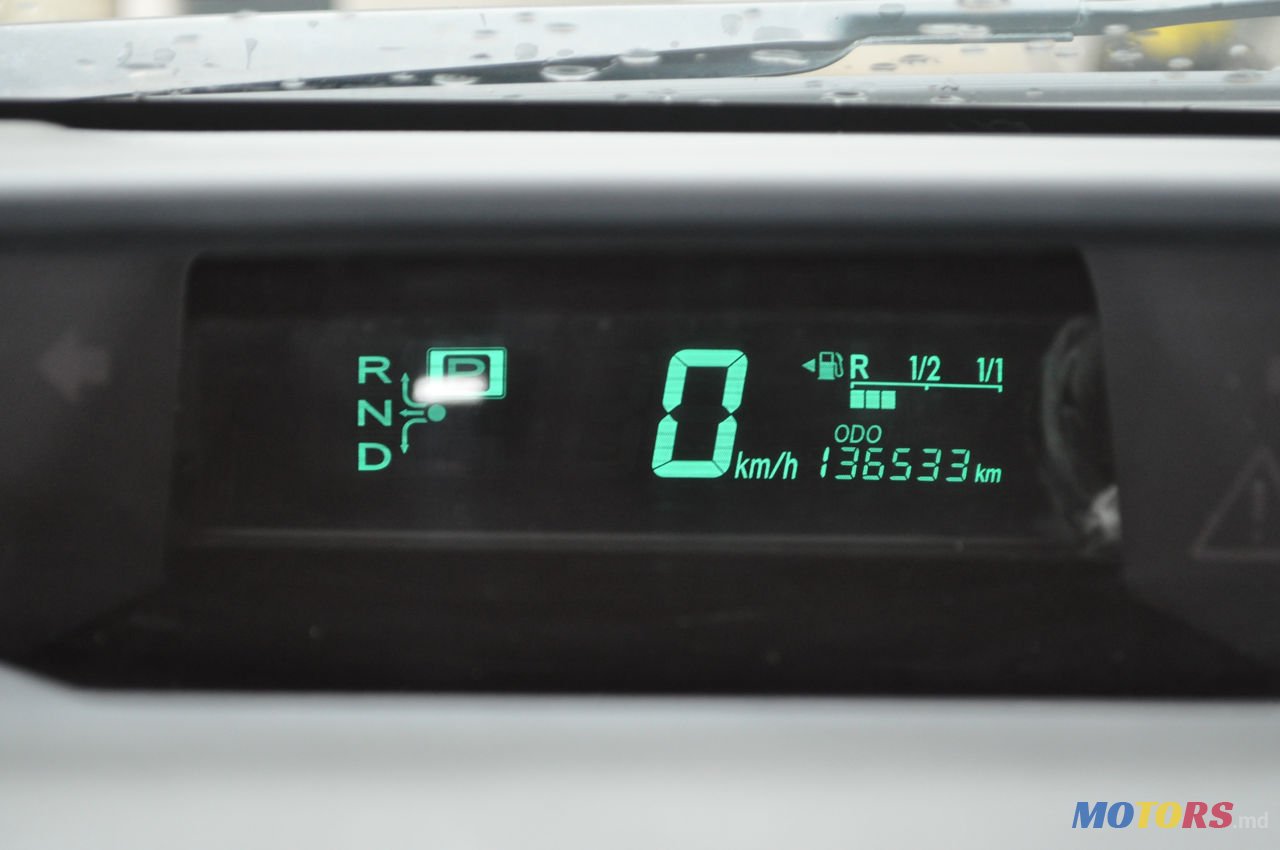 R
N
D
P
0 km/h
R 1/2 1/1
ODO
136533 km
MOTORS.md